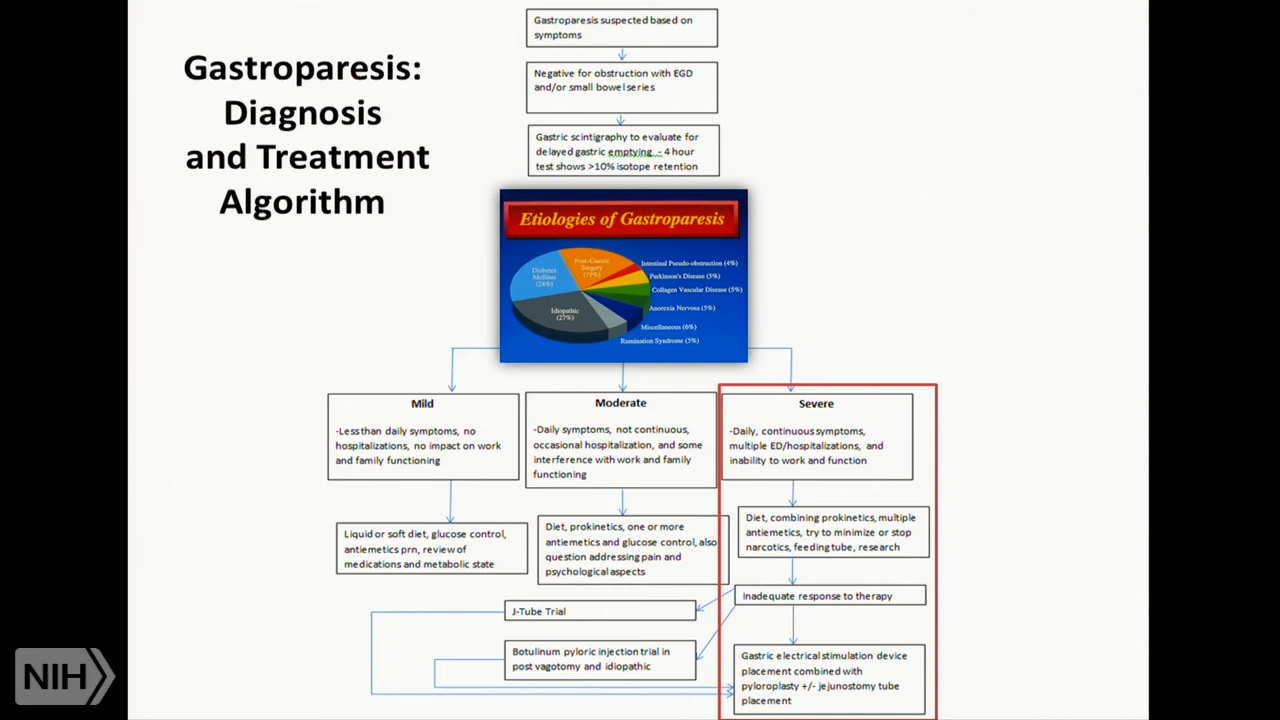 Gastroparesis:
Diagnosis
and Treatment
Algorithm
Gastroparesis suspected based on
symptoms
Negative for obstruction with EGD
and/or small bowel series
Gastric scintigraphy to evaluate for
delayed gastric emptying - 4 hour
test shows >10% isotope retention
Etiologies of Gastroparesis
Diabetes
Mellitus
(24%)
Post-Gastric
Surgery
(19%)
Intestinal Pseudo-obstruction (4%)
Parkinson's Disease (5%)
Collagen Vascular Disease (5%)
Anorexia Nervosa (5%)
Miscellaneous (6%)
Rumination Syndrome (5%)
Idiopathic
(27%)
Mild
-Less than daily symptoms, no
hospitalizations, no impact on work
and family functioning
Moderate
-Daily symptoms, not continuous,
occasional hospitalization, and some
interference with work and family
functioning
Severe
-Daily, continuous symptoms,
multiple ED/hospitalizations, and
inability to work and function
Liquid or soft diet, glucose control,
antiemetics prn, review of
medications and metabolic state
Diet, prokinetics, one or more
antiemetics and glucose control, also
question addressing pain and
psychological aspects
Diet, combining prokinetics, multiple
antiemetics, try to minimize or stop
narcotics, feeding tube, research
Inadequate response to therapy
J-Tube Trial
Botulinum pyloric injection trial in
post vagotomy and idiopathic
Gastric electrical stimulation device
placement combined with
pyloroplasty +/- jejunostomy tube
placement
NIH